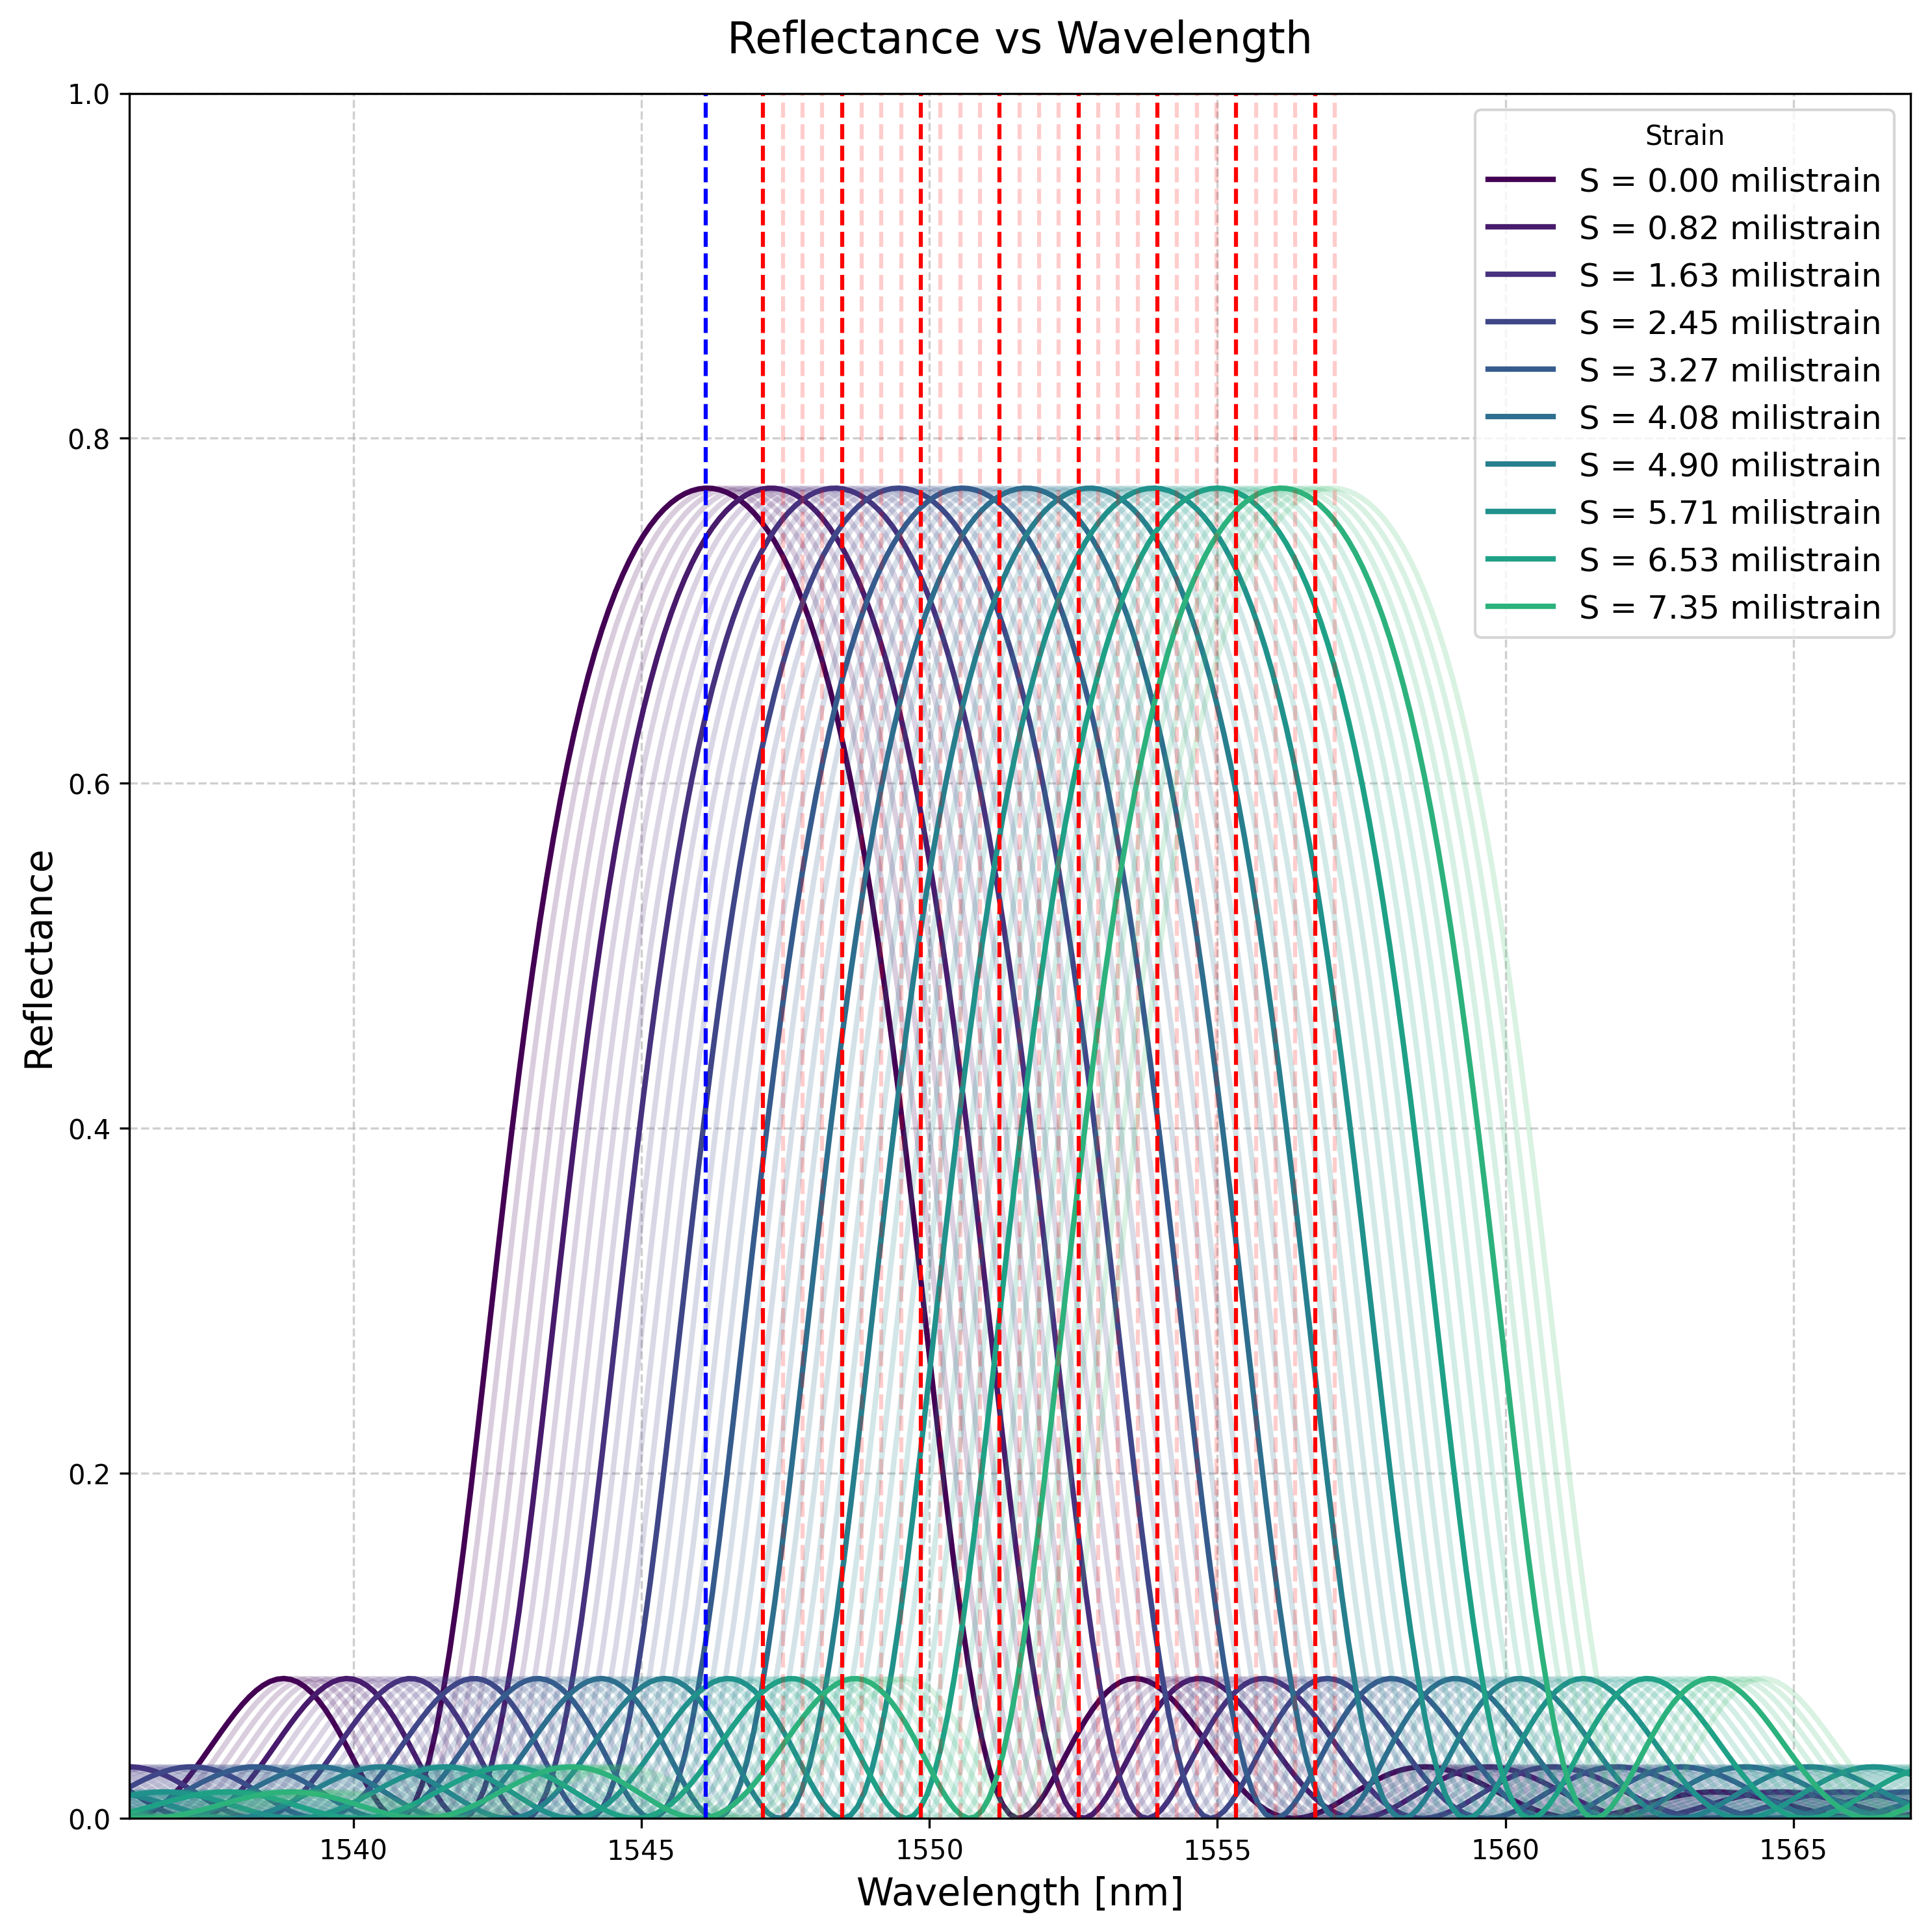 Reflectance vs Wavelength
1.0
0.8
0.6
0.4
0.2
0.0
Reflectance
Strain
S = 0.00 milistrain
S = 0.82 milistrain
S = 1.63 milistrain
S = 2.45 milistrain
S = 3.27 milistrain
S = 4.08 milistrain
S = 4.90 milistrain
S = 5.71 milistrain
S = 6.53 milistrain
S = 7.35 milistrain
1540 1545 1550 1555 1560 1565
Wavelength [nm]